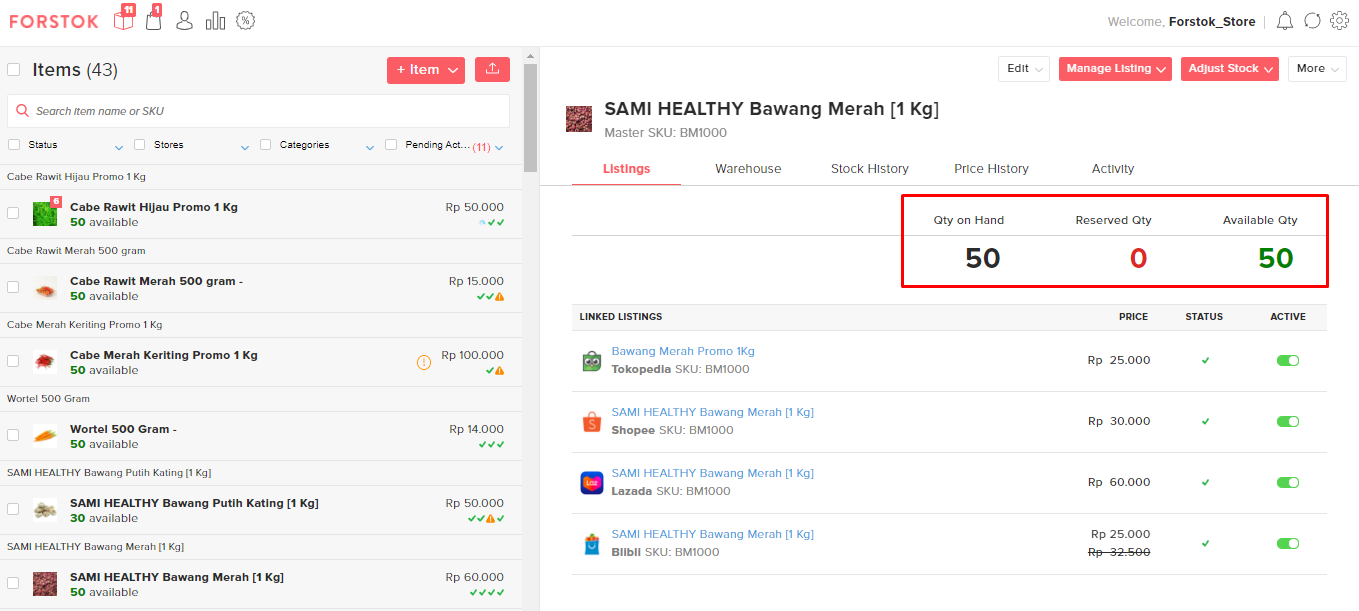 FORSTOK 11 1 Welcome, Forstok_Store
Items (43) + Item
Search Item name or SKU
Status Stores Categories Pending Act... (11)
Cabe Rawit Hijau Promo 1 Kg
6 Cabe Rawit Hijau Promo 1 Kg Rp 50.000
50 available
Cabe Rawit Merah 500 gram
Cabe Rawit Merah 500 gram - Rp 15.000
50 available
Cabe Merah Keriting Promo 1 Kg
Cabe Merah Keriting Promo 1 Kg Rp 100.000
50 available
Wortel 500 Gram
Wortel 500 Gram - Rp 14.000
50 available
SAMI HEALTHY Bawang Putih Kating [1 Kg]
SAMI HEALTHY Bawang Putih Kating [1 Kg] Rp 50.000
30 available
SAMI HEALTHY Bawang Merah [1 Kg]
SAMI HEALTHY Bawang Merah [1 Kg] Rp 60.000
50 available
Edit Manage Listing Adjust Stock More
SAMI HEALTHY Bawang Merah [1 Kg]
Master SKU: BM1000
Listings Warehouse Stock History Price History Activity
Qty on Hand Reserved Qty Available Qty
50 0 50
LINKED LISTINGS PRICE STATUS ACTIVE
Bawang Merah Promo 1Kg Rp 25.000
Tokopedia SKU: BM1000
SAMI HEALTHY Bawang Merah [1 Kg] Rp 30.000
Shopee SKU: BM1000
SAMI HEALTHY Bawang Merah [1 Kg] Rp 60.000
Laz Lazada SKU: BM1000
SAMI HEALTHY Bawang Merah [1 Kg] Rp 25.000
Blibli SKU: BM1000 Rp 32.500